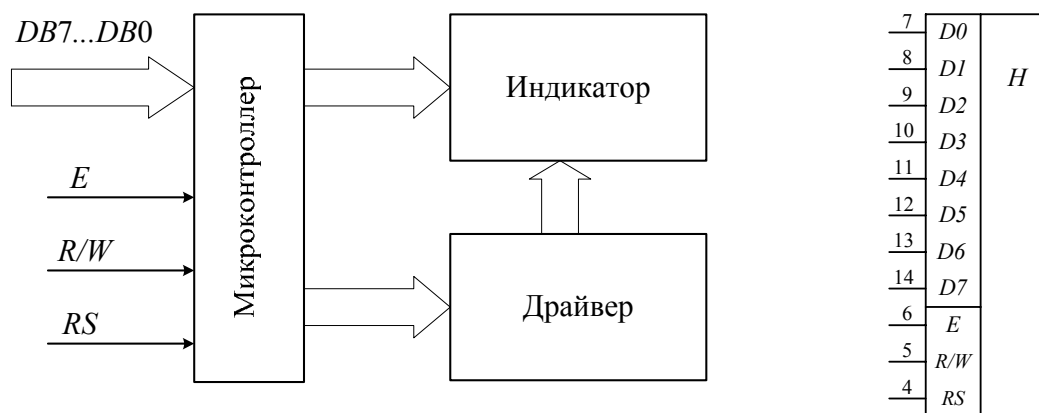 DB7...DB0
E
R/W
RS
Микроконтроллер
Индикатор
Драйвер
7 D0
H
8 D1
9 D2
10 D3
11 D4
12 D5
13 D6
14 D7
6 E
5 R/W
4 RS